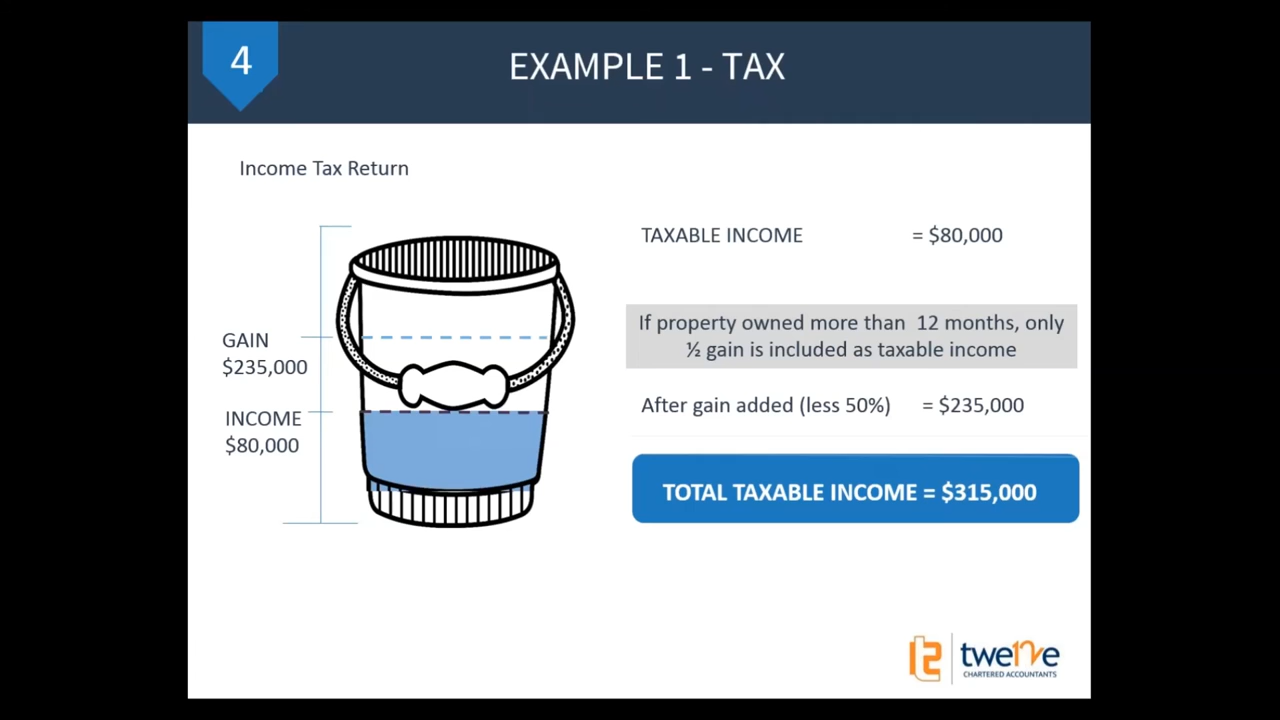 4
EXAMPLE 1 - TAX
Income Tax Return
TAXABLE INCOME = $80,000
If property owned more than 12 months, only
½ gain is included as taxable income
GAIN
$235,000
After gain added (less 50%) = $235,000
INCOME
$80,000
TOTAL TAXABLE INCOME = $315,000
12
twe12ve
CHARTERED ACCOUNTANTS